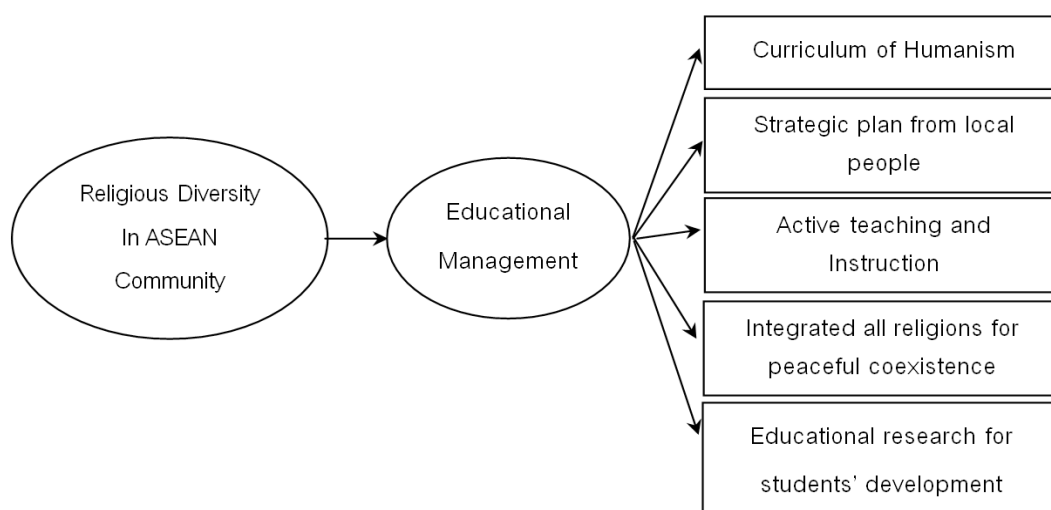 Religious Diversity
In ASEAN
Community
Educational
Management
Curriculum of Humanism
Strategic plan from local
people
Active teaching and
Instruction
Integrated all religions for
peaceful coexistence
Educational research for
students’ development